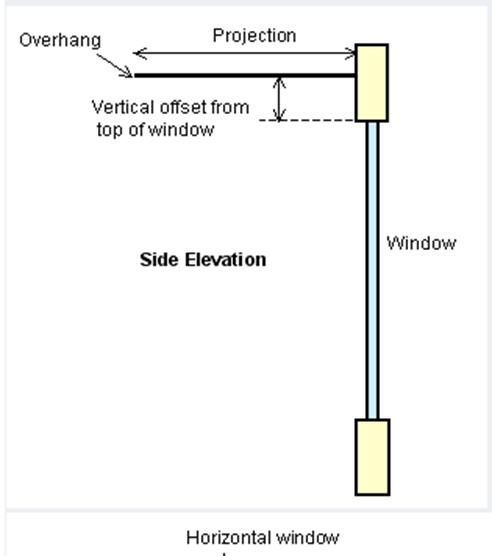 Projection
Overhang
Vertical offset from
top of window
Window
Side Elevation
Horizontal window